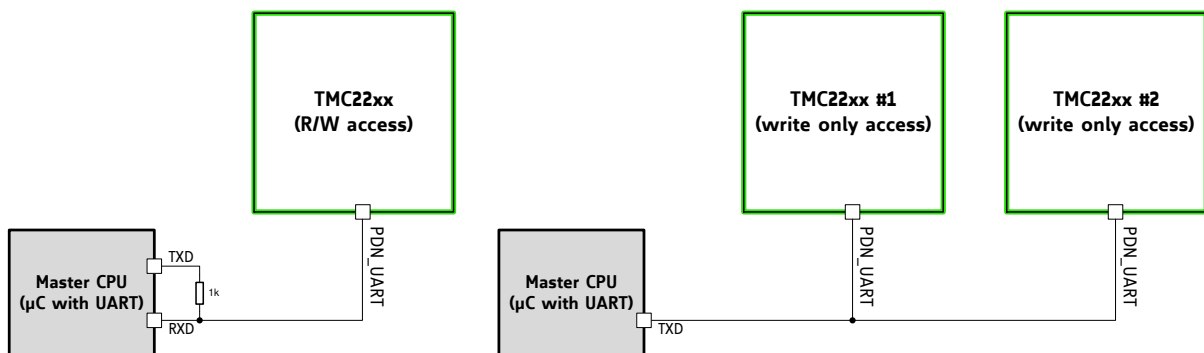 TMC22xx
(R/W access)
TMC22xx #1
(write only access)
TMC22xx #2
(write only access)
PDN_UART
PDN_UART
PDN_UART
Master CPU
(µC with UART)
TXD
1k
RXD
Master CPU
(µC with UART)
TXD